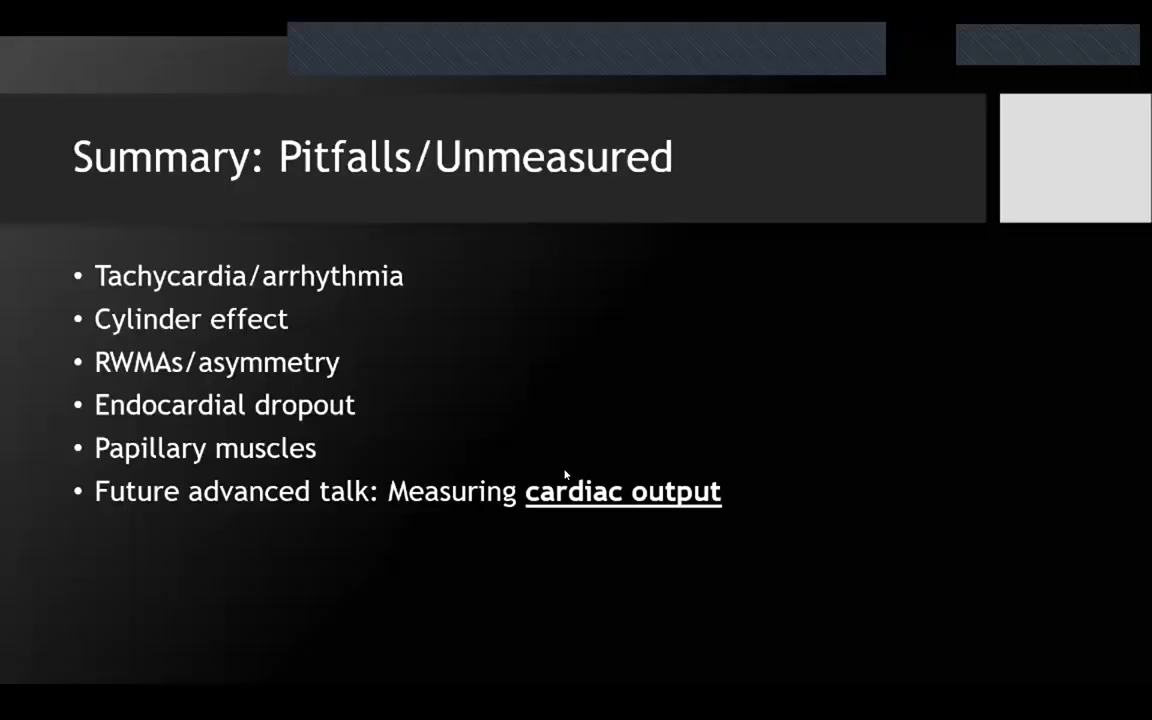 Summary: Pitfalls/Unmeasured
• Tachycardia/arrhythmia
• Cylinder effect
• RWMAs/asymmetry
• Endocardial dropout
• Papillary muscles
• Future advanced talk: Measuring cardiac output